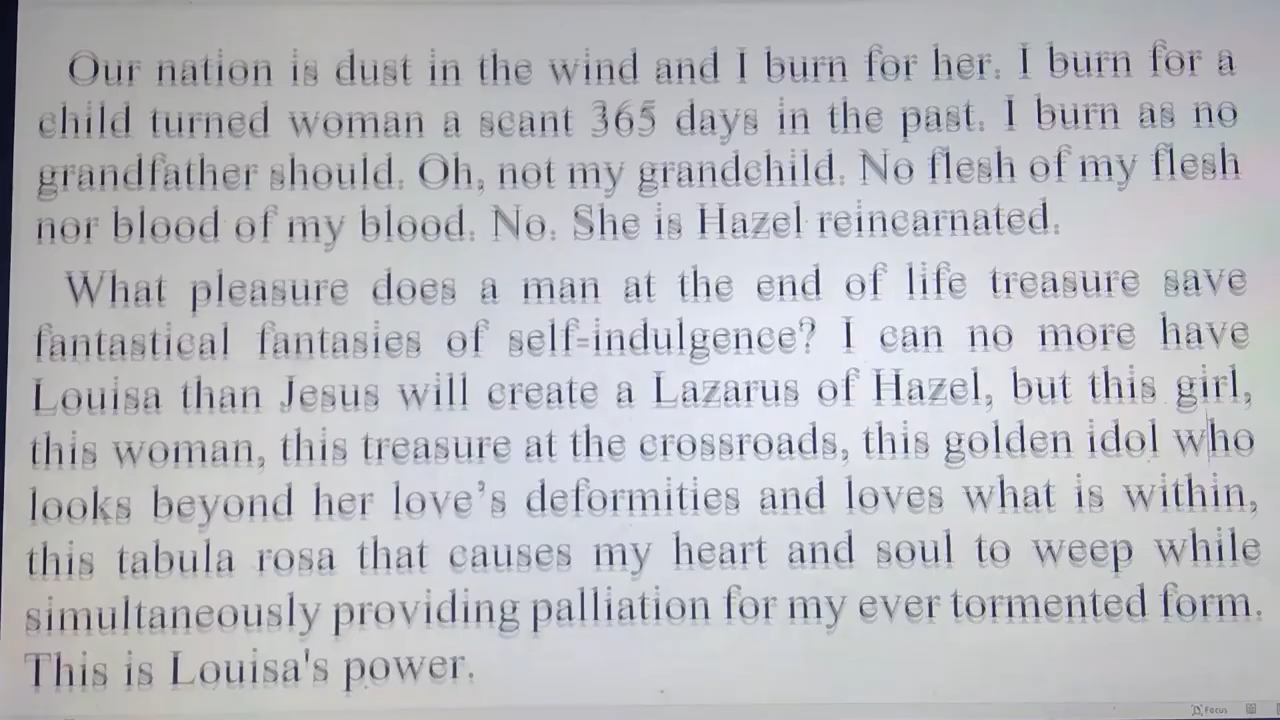 Our nation is dust in the wind and I burn for her. I burn for a
child turned woman a scant 365 days in the past. I burn as no
grandfather should. Oh, not my grandchild. No flesh of my flesh
nor blood of my blood. No. She is Hazel reincarnated.
What pleasure does a man at the end of life treasure save
fantastical fantasies of self-indulgence? I can no more have
Louisa than Jesus will create a Lazarus of Hazel, but this girl,
this woman, this treasure at the crossroads, this golden idol who
looks beyond her love’s deformities and loves what is within,
this tabula rosa that causes my heart and soul to weep while
simultaneously providing palliation for my ever tormented form.
This is Louisa's power.
Focus